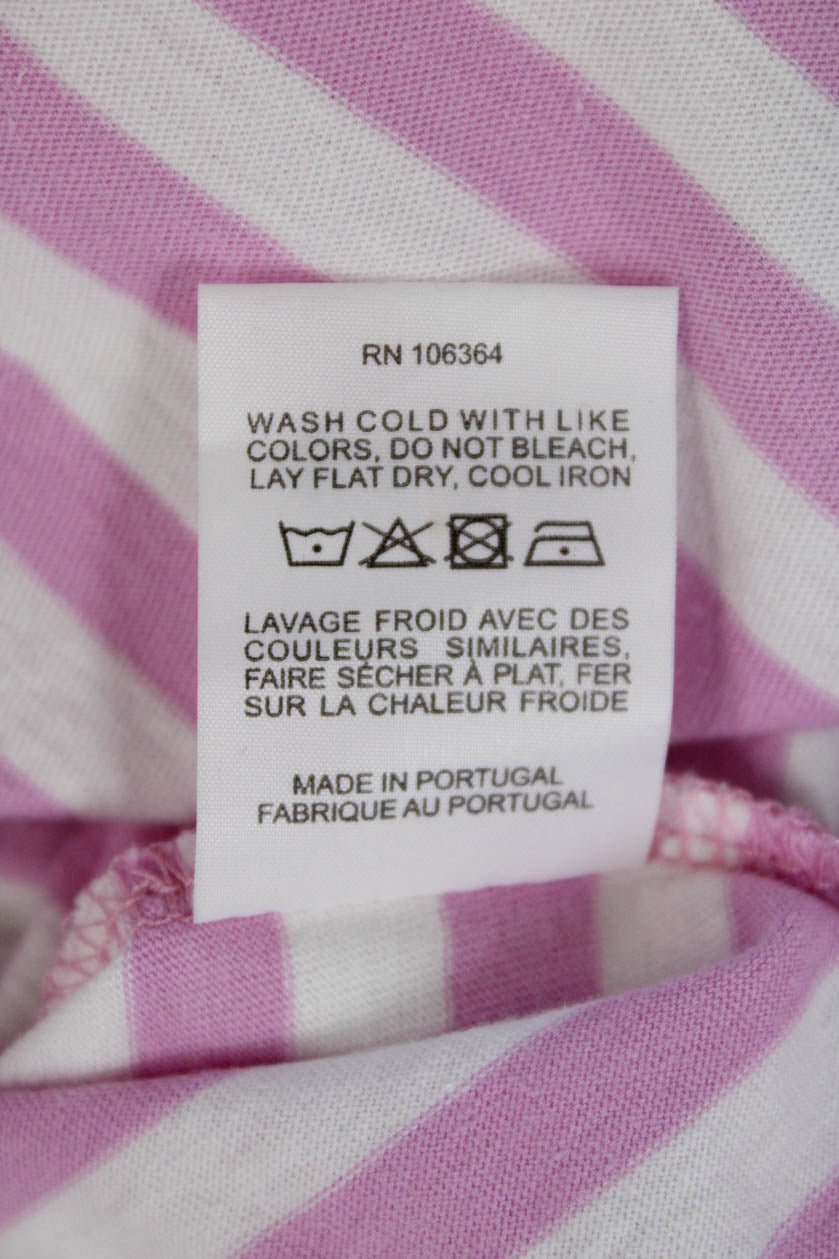 RN 106364
WASH COLD WITH LIKE
COLORS, DO NOT BLEACH,
LAY FLAT DRY, COOL IRON
LAVAGE FROID AVEC DES
COULEURS SIMILAIRES,
FAIRE SÉCHER À PLAT, FER
SUR LA CHALEUR FROIDE
MADE IN PORTUGAL
FABRIQUE AU PORTUGAL